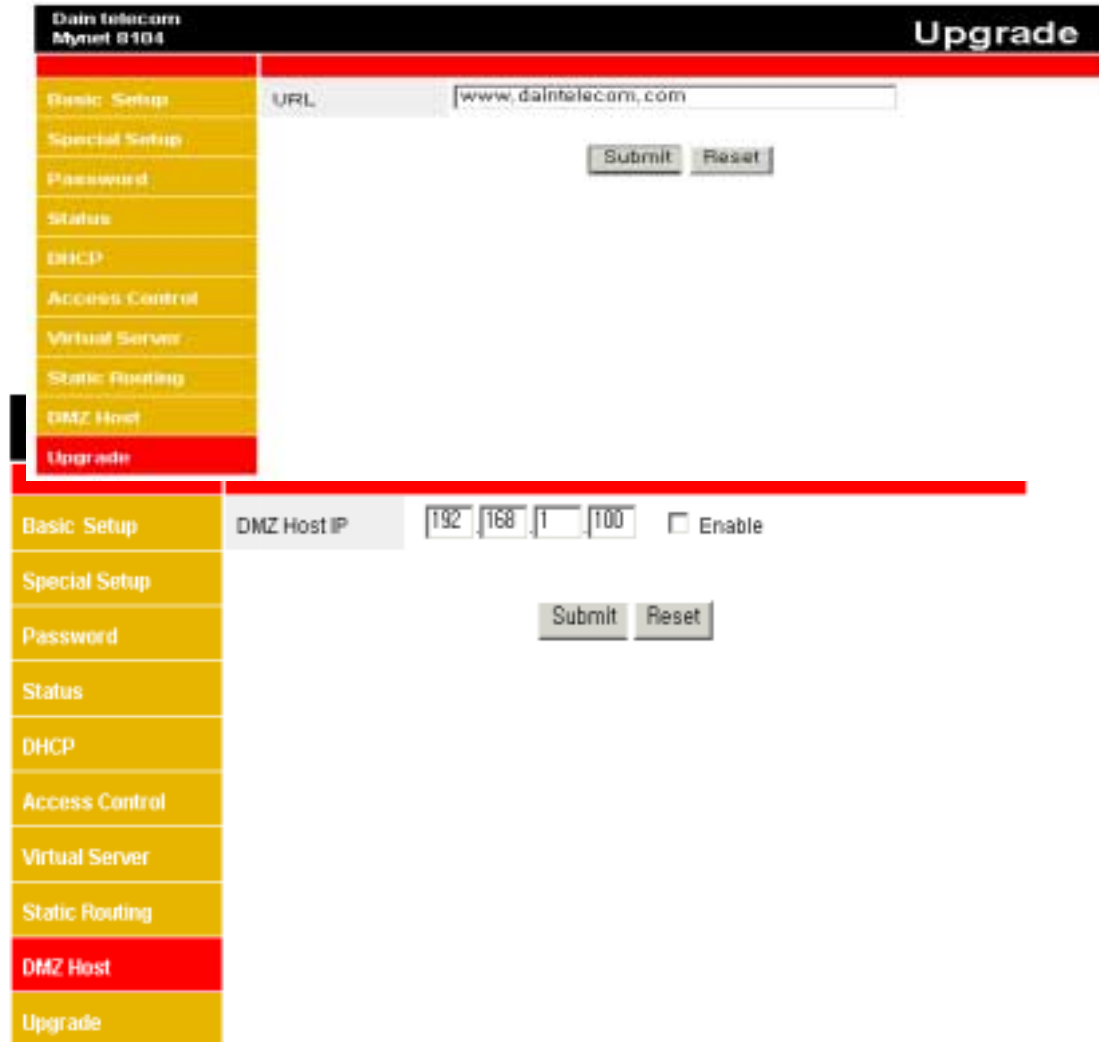 Dain telecom
Mynet 8104
Upgrade
Basic Setup
URL
www.daintelecom.com
Special Setup
Submit Reset
Password
Status
DHCP
Access Control
Virtual Server
Static Routing
DMZ Host
Upgrade
Basic Setup
DMZ Host IP
192 .168 .1 .100 Enable
Special Setup
Submit Reset
Password
Status
DHCP
Access Control
Virtual Server
Static Routing
DMZ Host
Upgrade